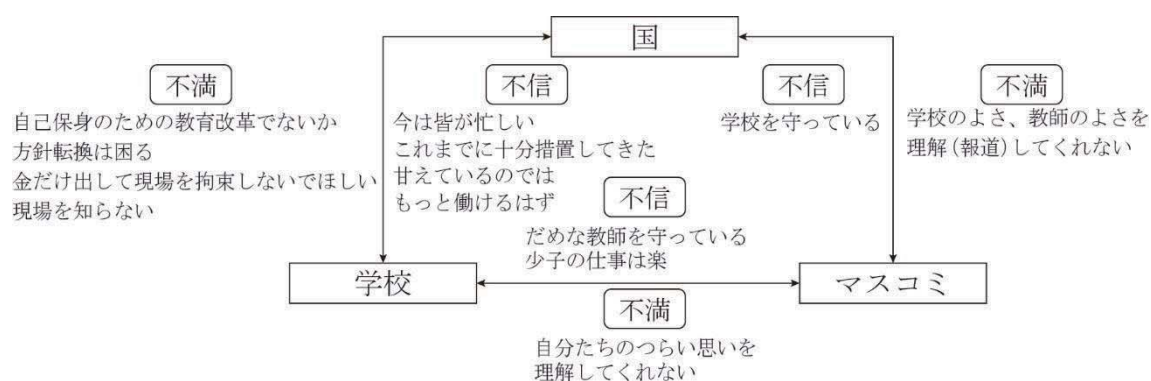 国
不満
自己保身のための教育改革でないか
方針転換は困る
金だけ出して現場を拘束しないでほしい
現場を知らない
不信
今は皆が忙しい
これまでに十分措置してきた
甘えているのでは
もっと働けるはず
不信
学校を守っている
不満
学校のよさ、教師のよさを
理解(報道)してくれない
不信
だめな教師を守っている
少子の仕事は楽
学校
マスコミ
不満
自分たちのつらい思いを
理解してくれない